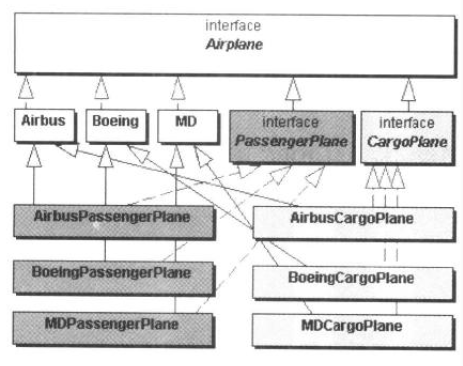 interface
Airplane
Airbus
Boeing
MD
interface
PassengerPlane
interface
CargoPlane
AirbusPassengerPlane
AirbusCargoPlane
BoeingPassengerPlane
BoeingCargoPlane
MDPassengerPlane
MDCargoPlane